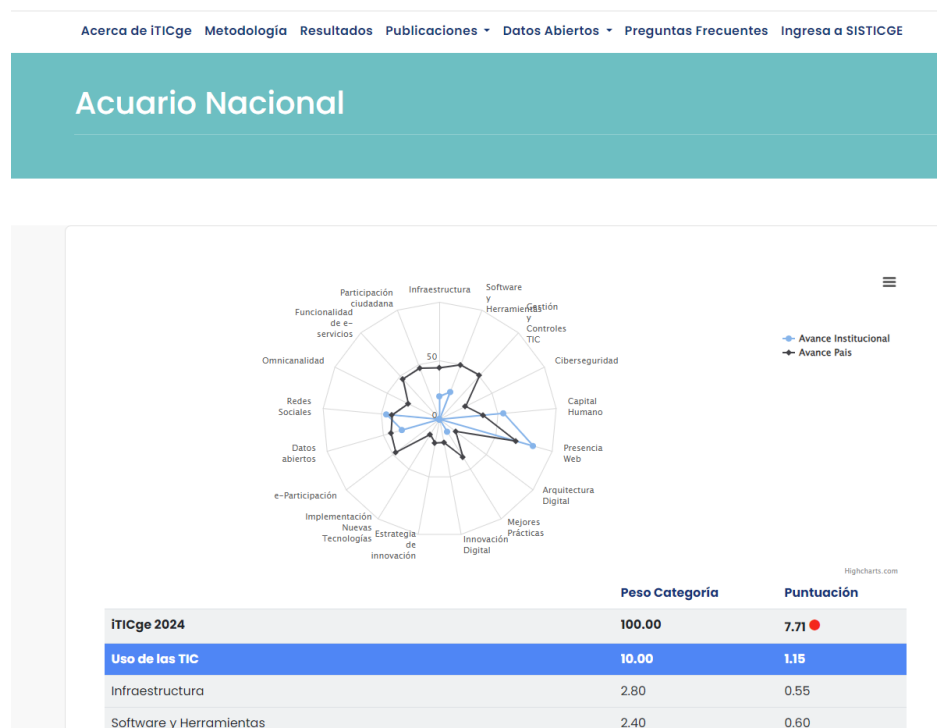 Acerca de iTICge Metodología Resultados Publicaciones Datos Abiertos Preguntas Frecuentes Ingresa a SISTICGE
Acuario Nacional
Infraestructura
Software
y
Herramientas
Gestión
y
Controles
TIC
Ciberseguridad
Capital
Humano
Presencia
Web
Arquitectura
Digital
Mejores
Prácticas
Innovación
Digital
Estrategia
de
innovación
Implementación
Nuevas
Tecnologías
e-Participación
Datos
abiertos
Redes
Sociales
Omnicanalidad
Funcionalidad
de e-
servicios
Participación
ciudadana
50
0
Avance Institucional
Avance Pais
Highcharts.com
Peso Categoría Puntuación
iTICge 2024 100.00 7.71
Uso de las TIC 10.00 1.15
Infraestructura 2.80 0.55
Software y Herramientas 2.40 0.60